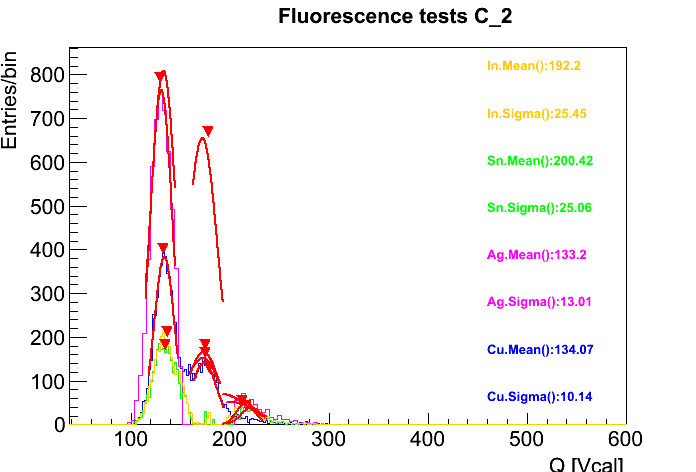 Fluorescence tests C_2
Entries/bin
800
700
600
500
400
300
200
100
0
In.Mean():192.2
In.Sigma():25.45
Sn.Mean():200.42
Sn.Sigma():25.06
Ag.Mean():133.2
Ag.Sigma():13.01
Cu.Mean():134.07
Cu.Sigma():10.14
100 200 300 400 500 600
Q [Vcal]